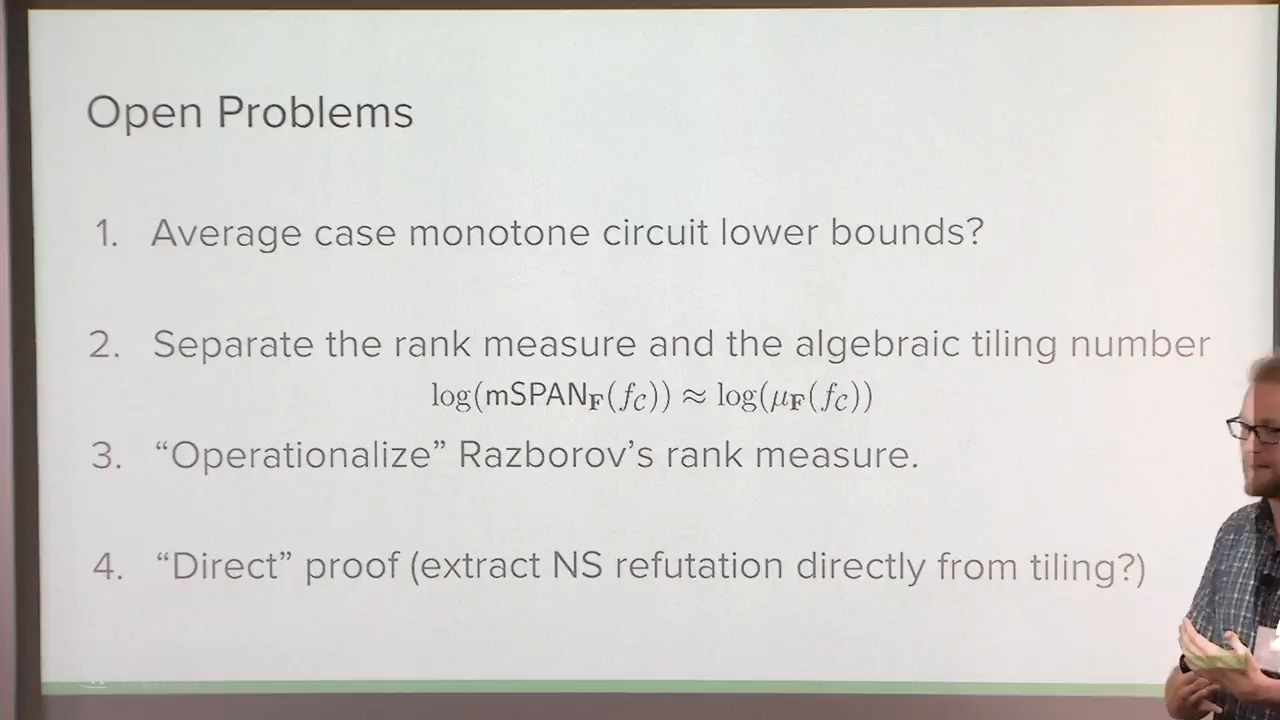 Open Problems
1. Average case monotone circuit lower bounds?
2. Separate the rank measure and the algebraic tiling number
log(mSPAN_F(f_C)) ≈ log(μ_F(f_C))
3. “Operationalize” Razborov’s rank measure.
4. “Direct” proof (extract NS refutation directly from tiling?)